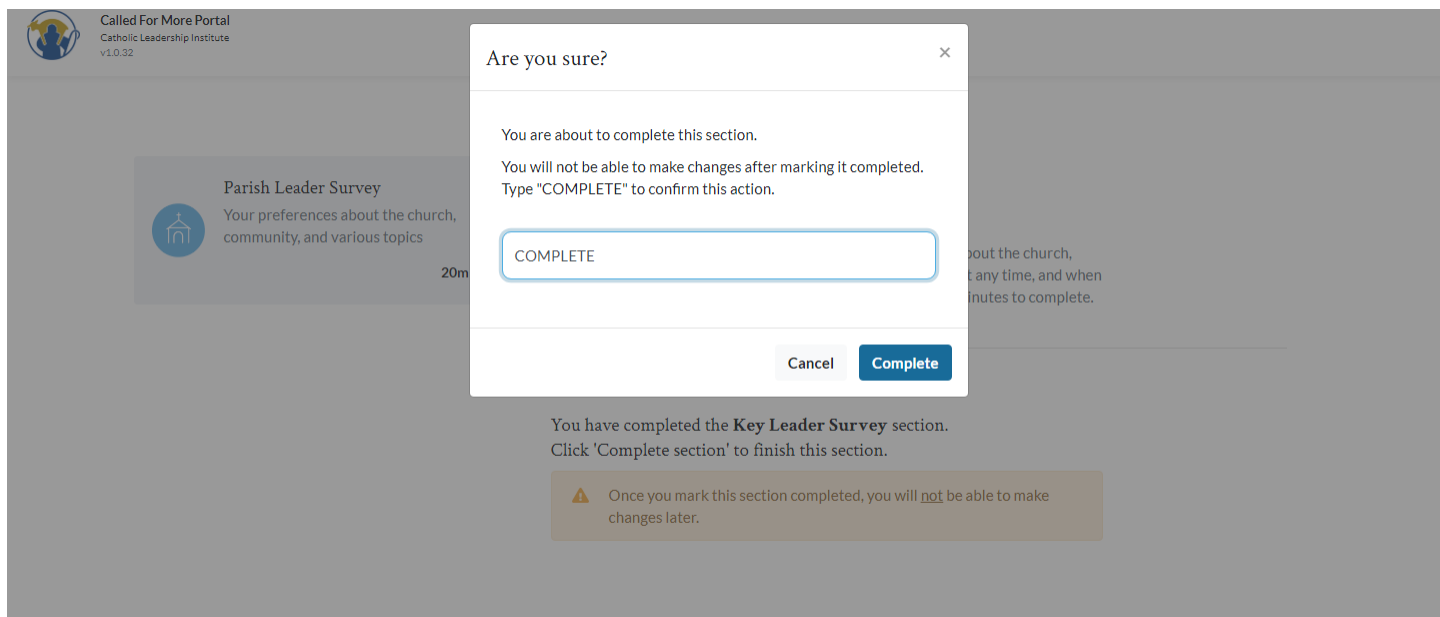 Called For More Portal
Catholic Leadership Institute
v1.0.32
Are you sure?
×
You are about to complete this section.
You will not be able to make changes after marking it completed.
Type "COMPLETE" to confirm this action.
COMPLETE
Cancel
Complete
Parish Leader Survey
Your preferences about the church,
community, and various topics
20m
out the church,
t any time, and when
inutes to complete.
You have completed the Key Leader Survey section.
Click 'Complete section' to finish this section.
Once you mark this section completed, you will not be able to make
changes later.